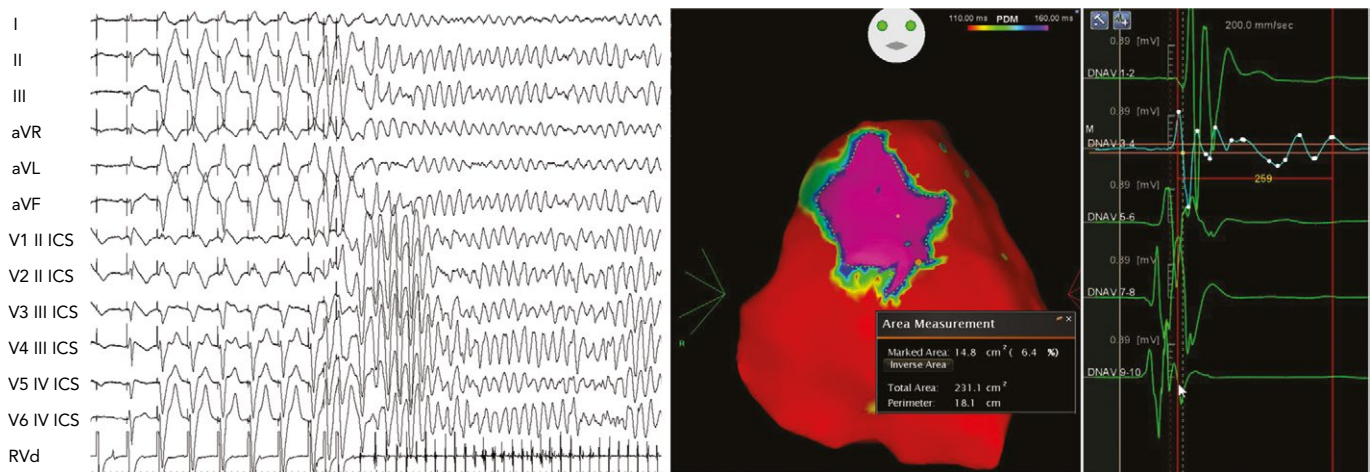 I
II
III
aVR
aVL
aVF
V1 II ICS
V2 II ICS
V3 III ICS
V4 III ICS
V5 IV ICS
V6 IV ICS
RVd
110.00 ms PDM 160.00 ms
R
Area Measurement
Marked Area: 14.8 cm² ( 6.4 %)
Inverse Area
Total Area: 231.1 cm²
Perimeter: 18.1 cm
200.0 mm/sec
0.89 [mV]
DNAV 1-2
0.89 [mV]
M
DNAV 3-4
259
0.89 [mV]
DNAV 5-6
0.89 [mV]
DNAV 7-8
0.89 [mV]
DNAV 9-10